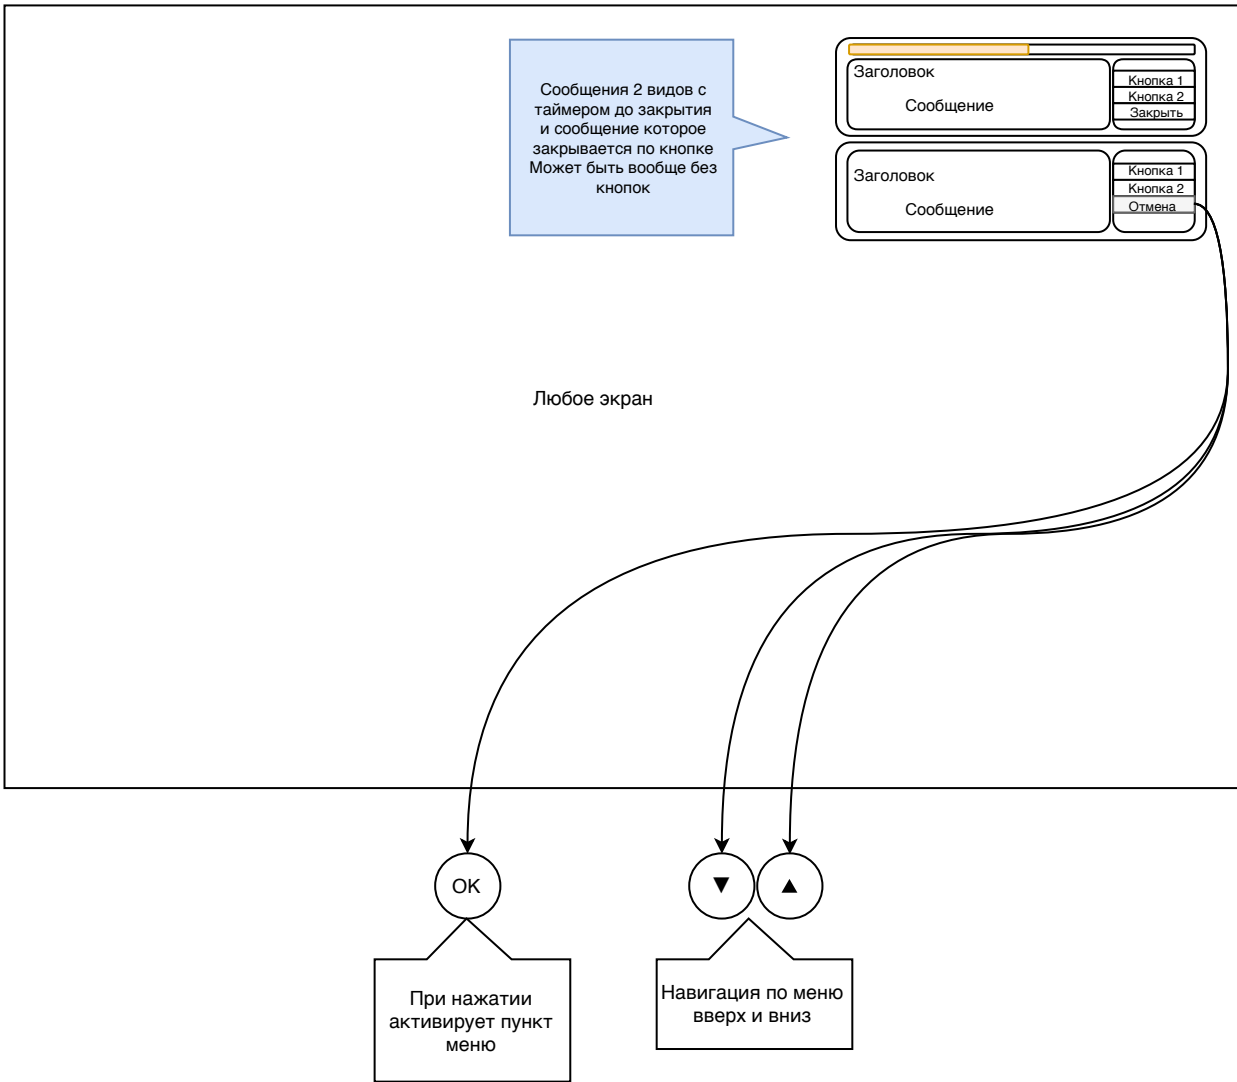 Сообщения 2 видов с
таймером до закрытия
и сообщение которое
закрывается по кнопке
Может быть вообще без
кнопок
Заголовок
Сообщение
Кнопка 1
Кнопка 2
Закрыть
Заголовок
Сообщение
Кнопка 1
Кнопка 2
Отмена
Любое экран
OK
▼
▲
При нажатии
активирует пункт
меню
Навигация по меню
вверх и вниз